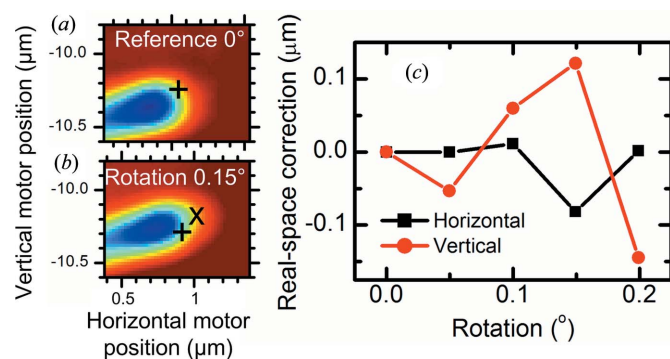 (a)
Reference 0°
-10.0
-10.5
+
(b)
Rotation 0.15°
-10.0
-10.5
X
+
0.5 1
Vertical motor position (µm)
Horizontal motor
position (µm)
(c)
Real-space correction (µm)
0.1
0.0
-0.1
Horizontal
Vertical
0.0 0.1 0.2
Rotation (°)